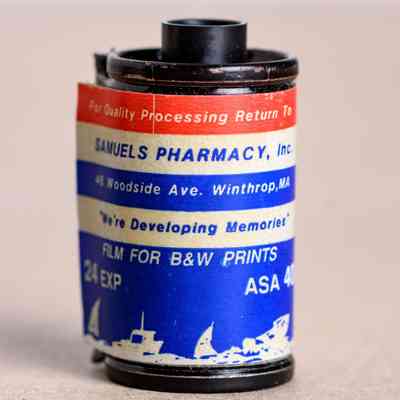 For Quality Processing Return To
SAMUELS PHARMACY, Inc.
46 Woodside Ave. Winthrop, MA
"We're Developing Memories"
FILM FOR B&W PRINTS
24 EXP ASA 40